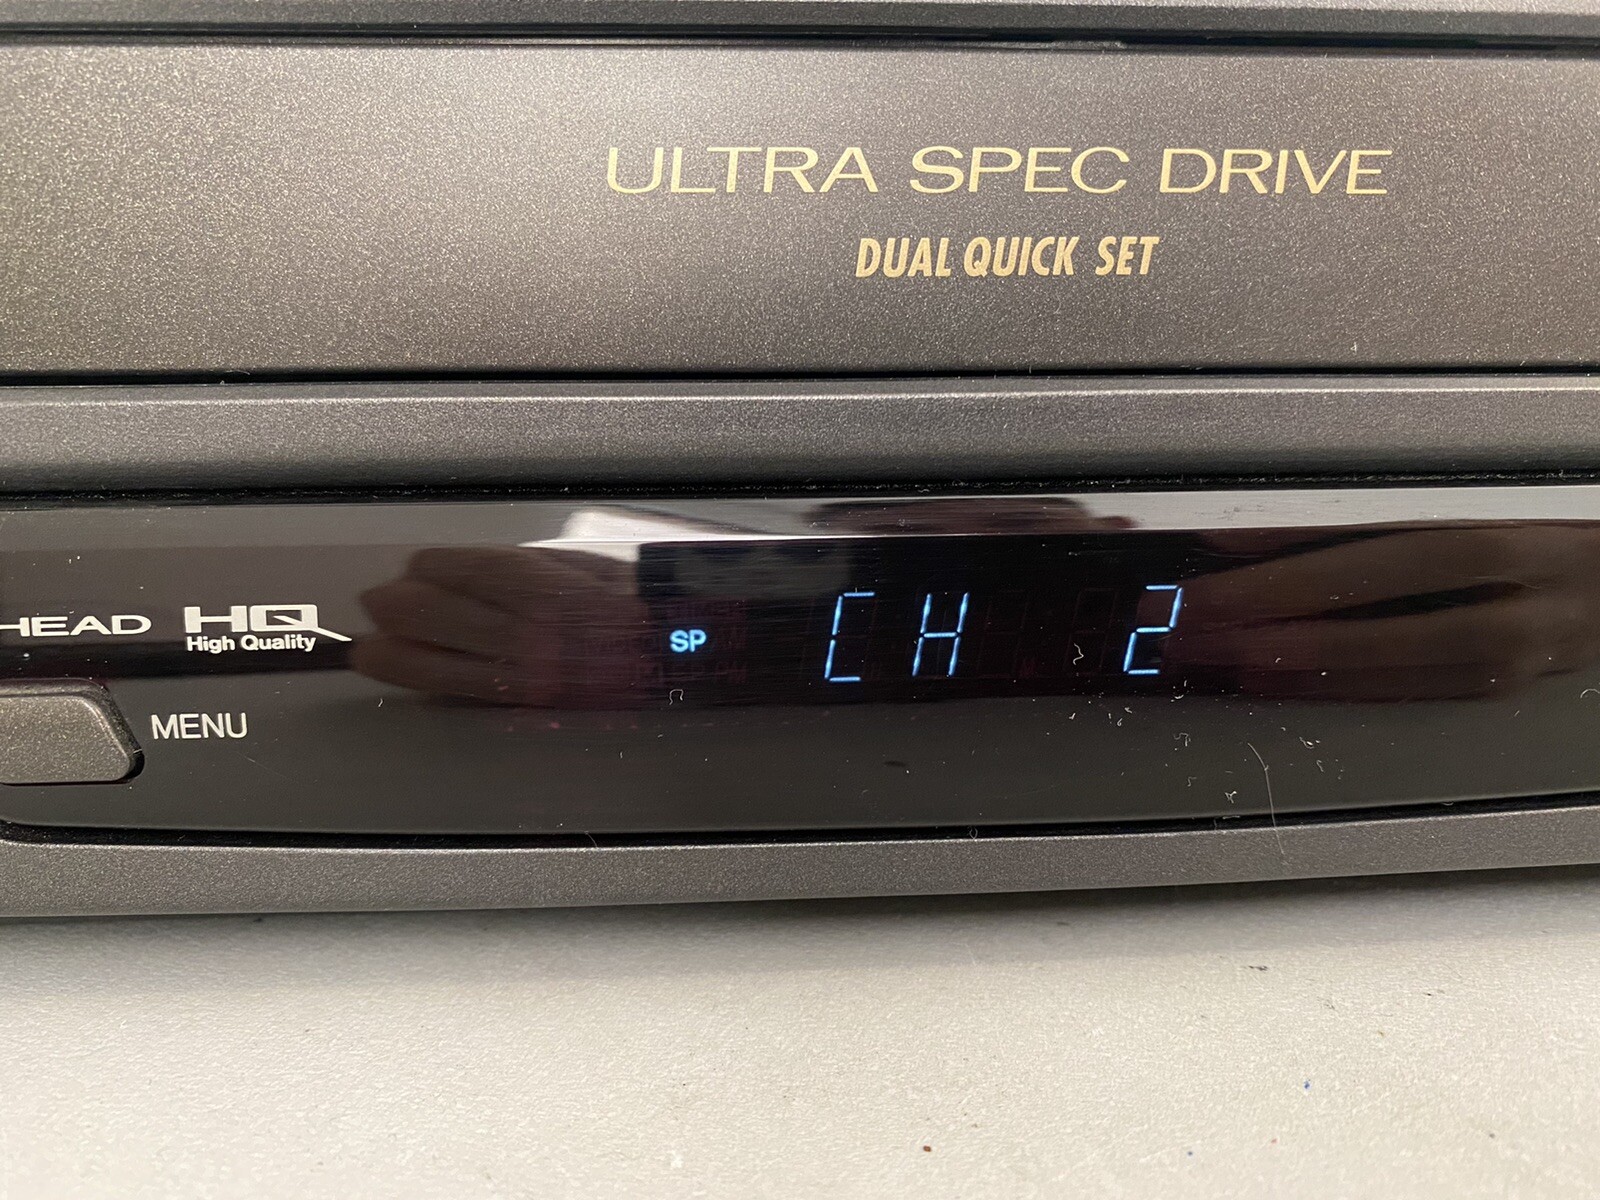 ULTRA SPEC DRIVE
DUAL QUICK SET
HEAD HQ
High Quality
SP CH 2
MENU